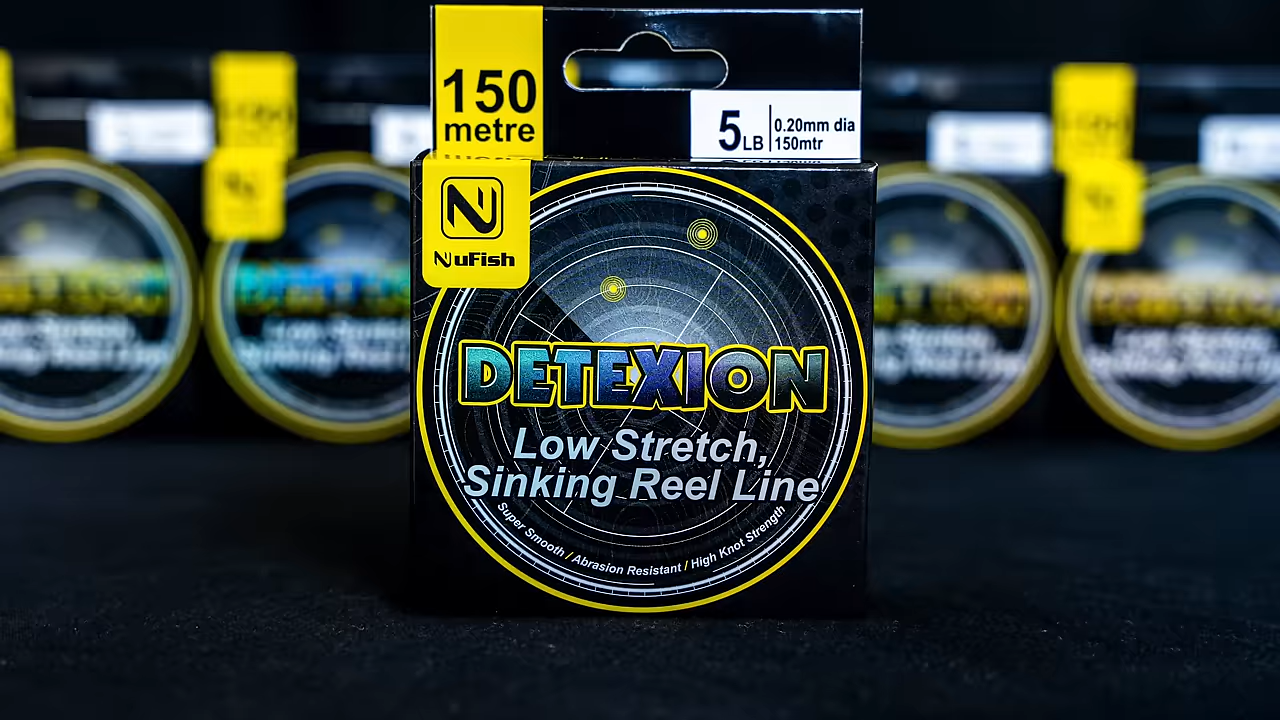 150
metre
5LB
0.20mm dia
150mtr
NuFish
DETEXION
Low Stretch,
Sinking Reel Line
Super Smooth / Abrasion Resistant / High Knot Strength